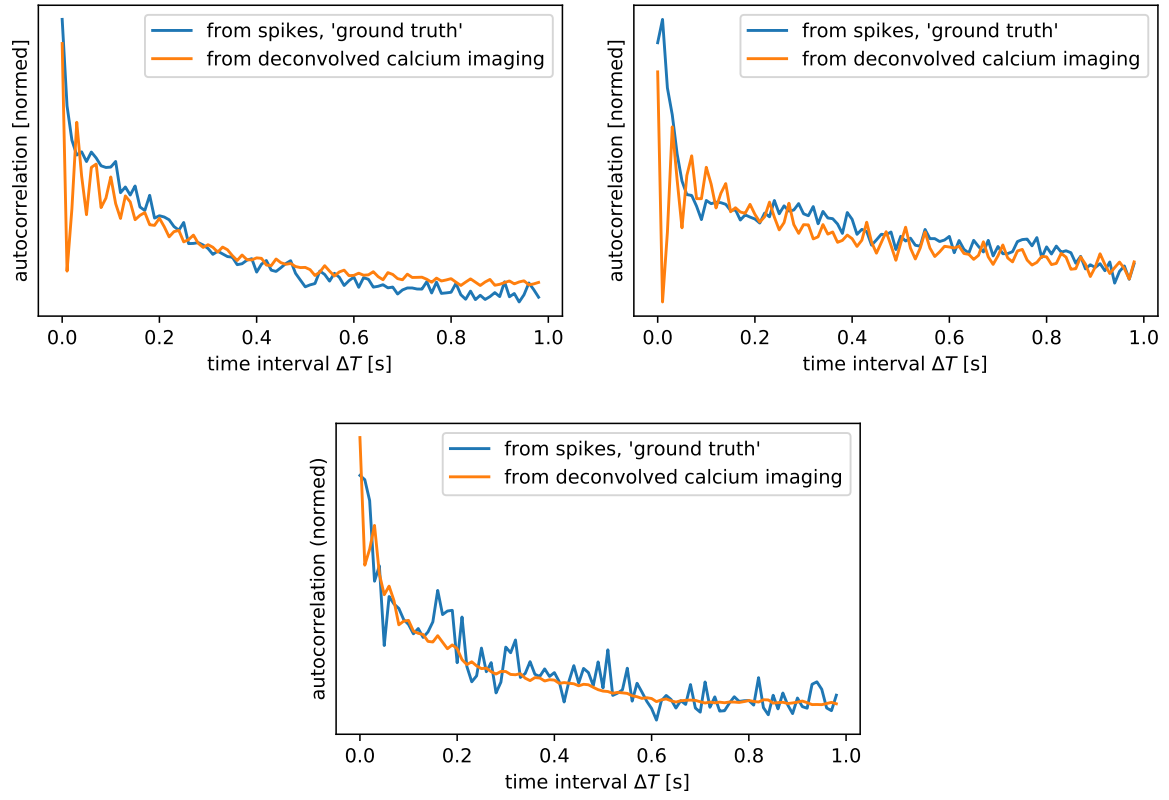 from spikes, 'ground truth'
from deconvolved calcium imaging
autocorrelation [normed]
0.0 0.2 0.4 0.6 0.8 1.0
time interval ΔT [s]
from spikes, 'ground truth'
from deconvolved calcium imaging
autocorrelation [normed]
0.0 0.2 0.4 0.6 0.8 1.0
time interval ΔT [s]
from spikes, 'ground truth'
from deconvolved calcium imaging
autocorrelation (normed)
0.0 0.2 0.4 0.6 0.8 1.0
time interval ΔT [s]